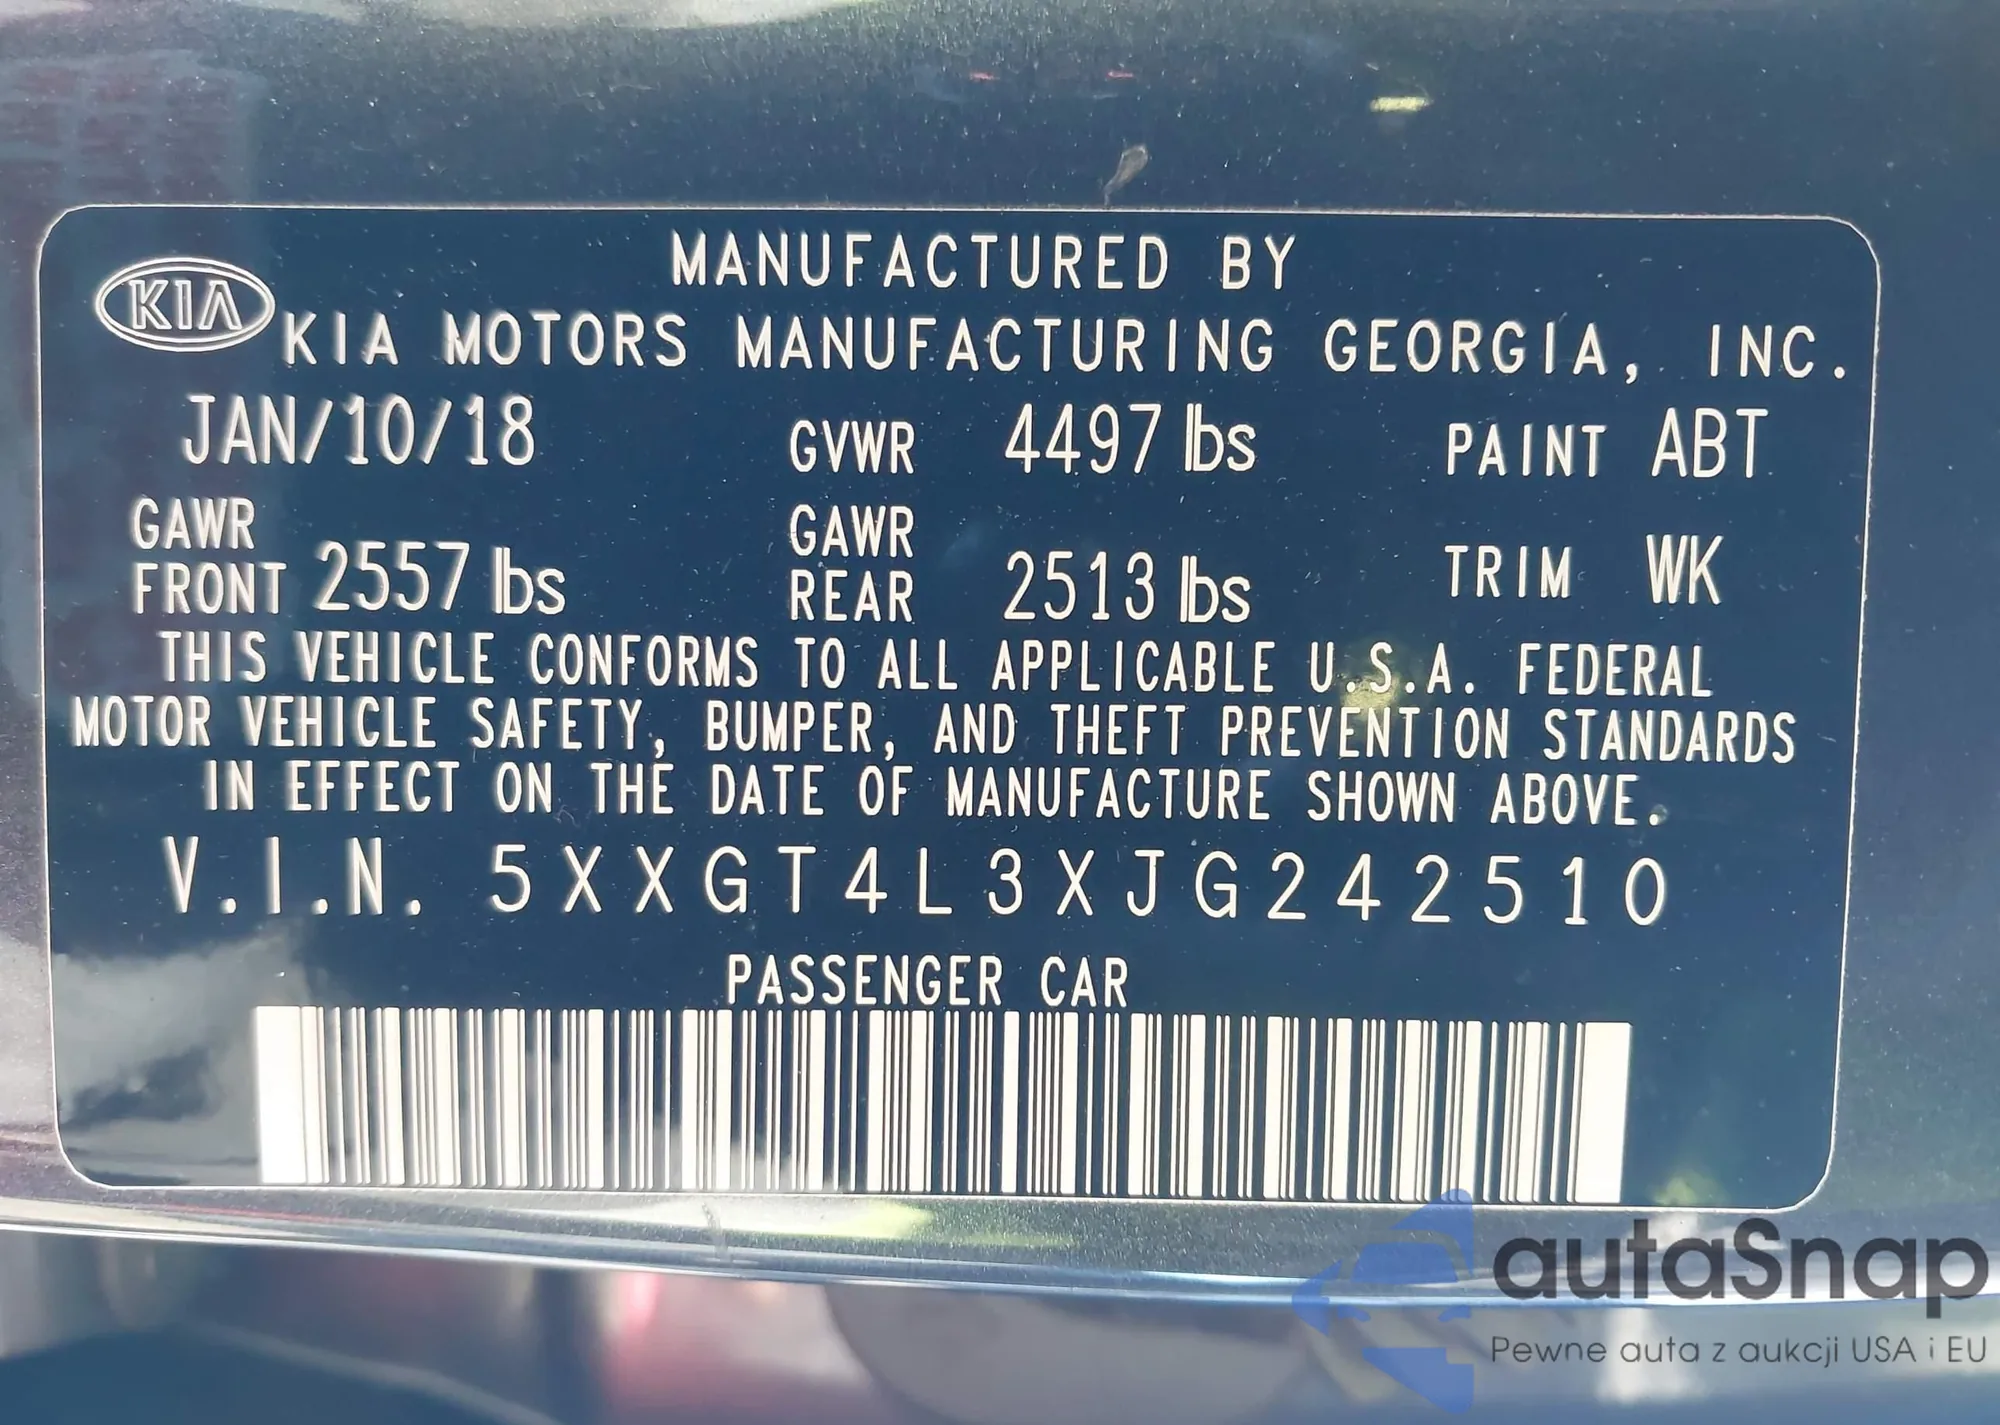 MANUFACTURED BY
KIA
KIA MOTORS MANUFACTURING GEORGIA, INC.
JAN/10/18 GVWR 4497 lbs PAINT ABT
GAWR FRONT 2557 lbs GAWR REAR 2513 lbs TRIM WK
THIS VEHICLE CONFORMS TO ALL APPLICABLE U.S.A. FEDERAL
MOTOR VEHICLE SAFETY, BUMPER, AND THEFT PREVENTION STANDARDS
IN EFFECT ON THE DATE OF MANUFACTURE SHOWN ABOVE.
V.I.N. 5XXGT4L3XJG242510
PASSENGER CAR
autaSnap
Pewne auta z aukcji USA i EU